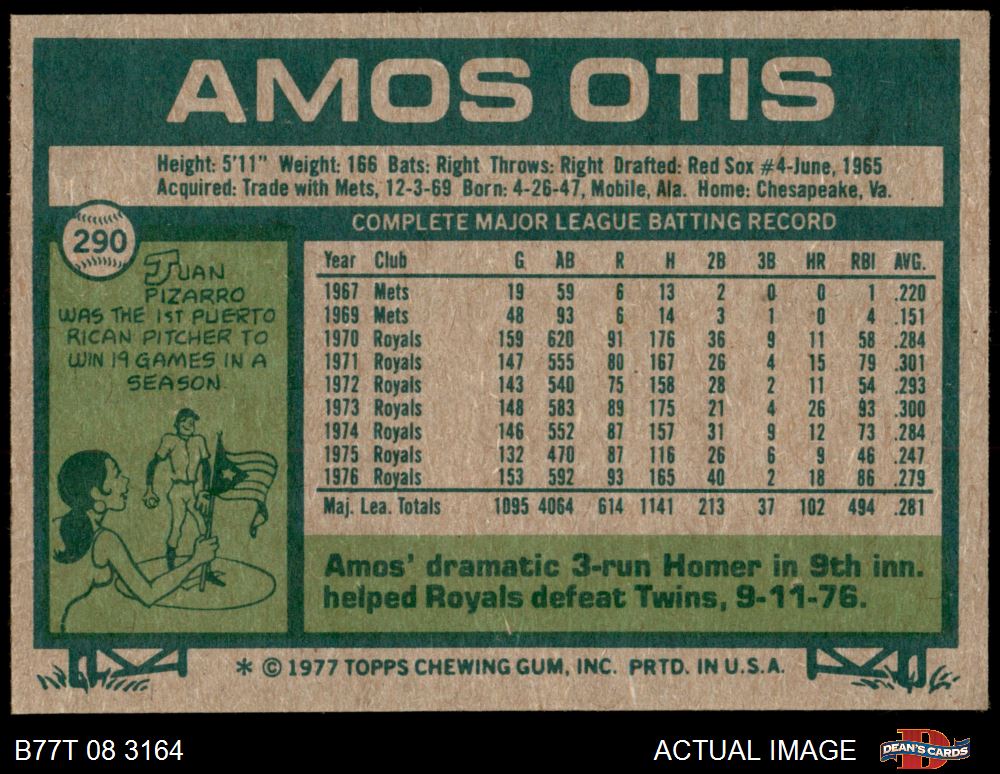 AMOS OTIS
Height: 5'11" Weight: 166 Bats: Right Throws: Right Drafted: Red Sox #4-June, 1965
Acquired: Trade with Mets, 12-3-69 Born: 4-26-47, Mobile, Ala. Home: Chesapeake, Va.
COMPLETE MAJOR LEAGUE BATTING RECORD
290
JUAN
PIZARRO
WAS THE 1ST PUERTO
RICAN PITCHER TO
WIN 19 GAMES IN A
SEASON.
Year Club G AB R H 2B 3B HR RBI AVG.
1967 Mets 19 59 6 13 2 0 0 1 .220
1969 Mets 48 93 6 14 3 1 0 4 .151
1970 Royals 159 620 91 176 36 9 11 58 .284
1971 Royals 147 555 80 167 26 4 15 79 .301
1972 Royals 143 540 75 158 28 2 11 54 .293
1973 Royals 148 583 89 175 21 4 26 93 .300
1974 Royals 146 552 87 157 31 9 12 73 .284
1975 Royals 132 470 87 116 26 6 9 46 .247
1976 Royals 153 592 93 165 40 2 18 86 .279
Maj. Lea. Totals 1095 4064 614 1141 213 37 102 494 .281
Amos' dramatic 3-run Homer in 9th inn.
helped Royals defeat Twins, 9-11-76.
* © 1977 TOPPS CHEWING GUM, INC. PRTD. IN U.S.A.
B77T 08 3164
ACTUAL IMAGE
DEAN'S CARDS